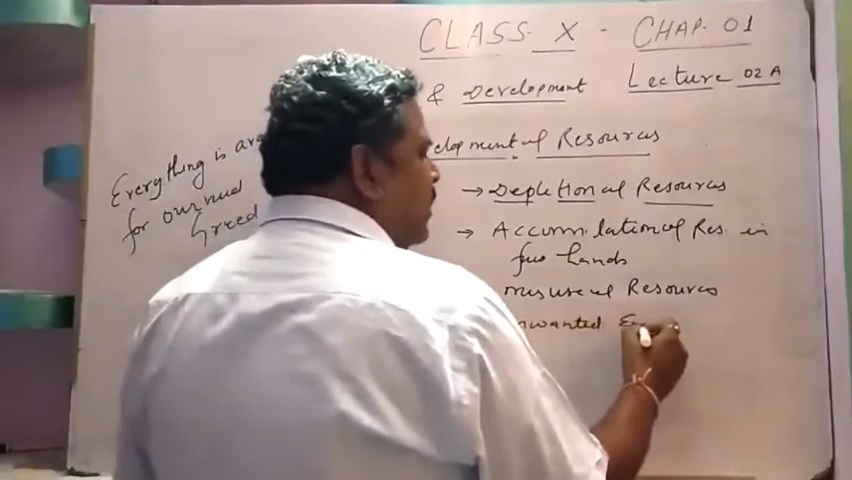 CLASS X - CHAP- 01
& Development Lecture 02 A
elopment of Resources
→ Depletion of Resources
→ Accumulation of Res. in
few hands
misuse of Resources
nwanted
Everything is
for our need
Greed